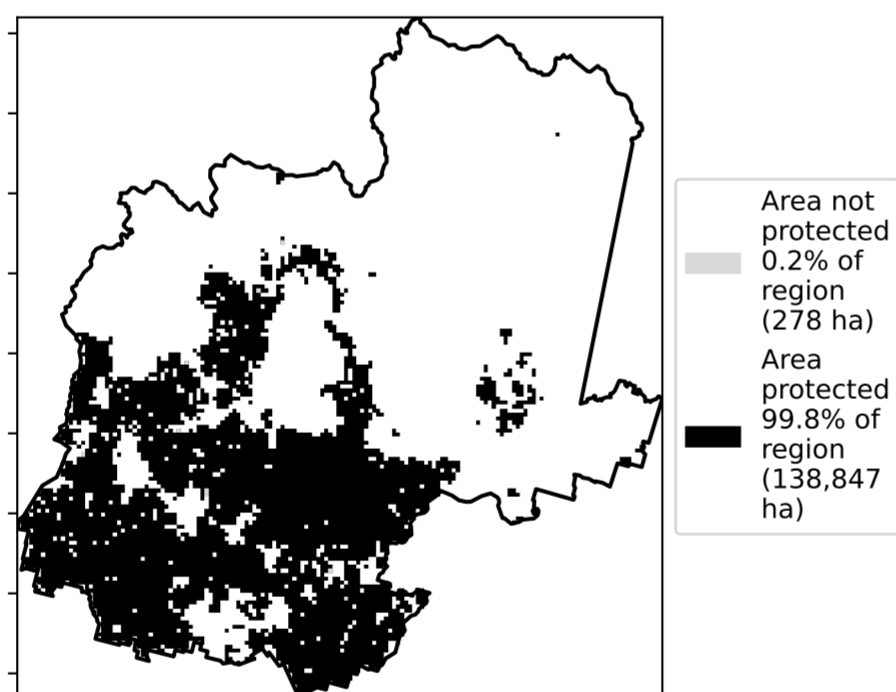 Area not
protected
0.2% of
region
(278 ha)
Area
protected
99.8% of
region
(138,847
ha)